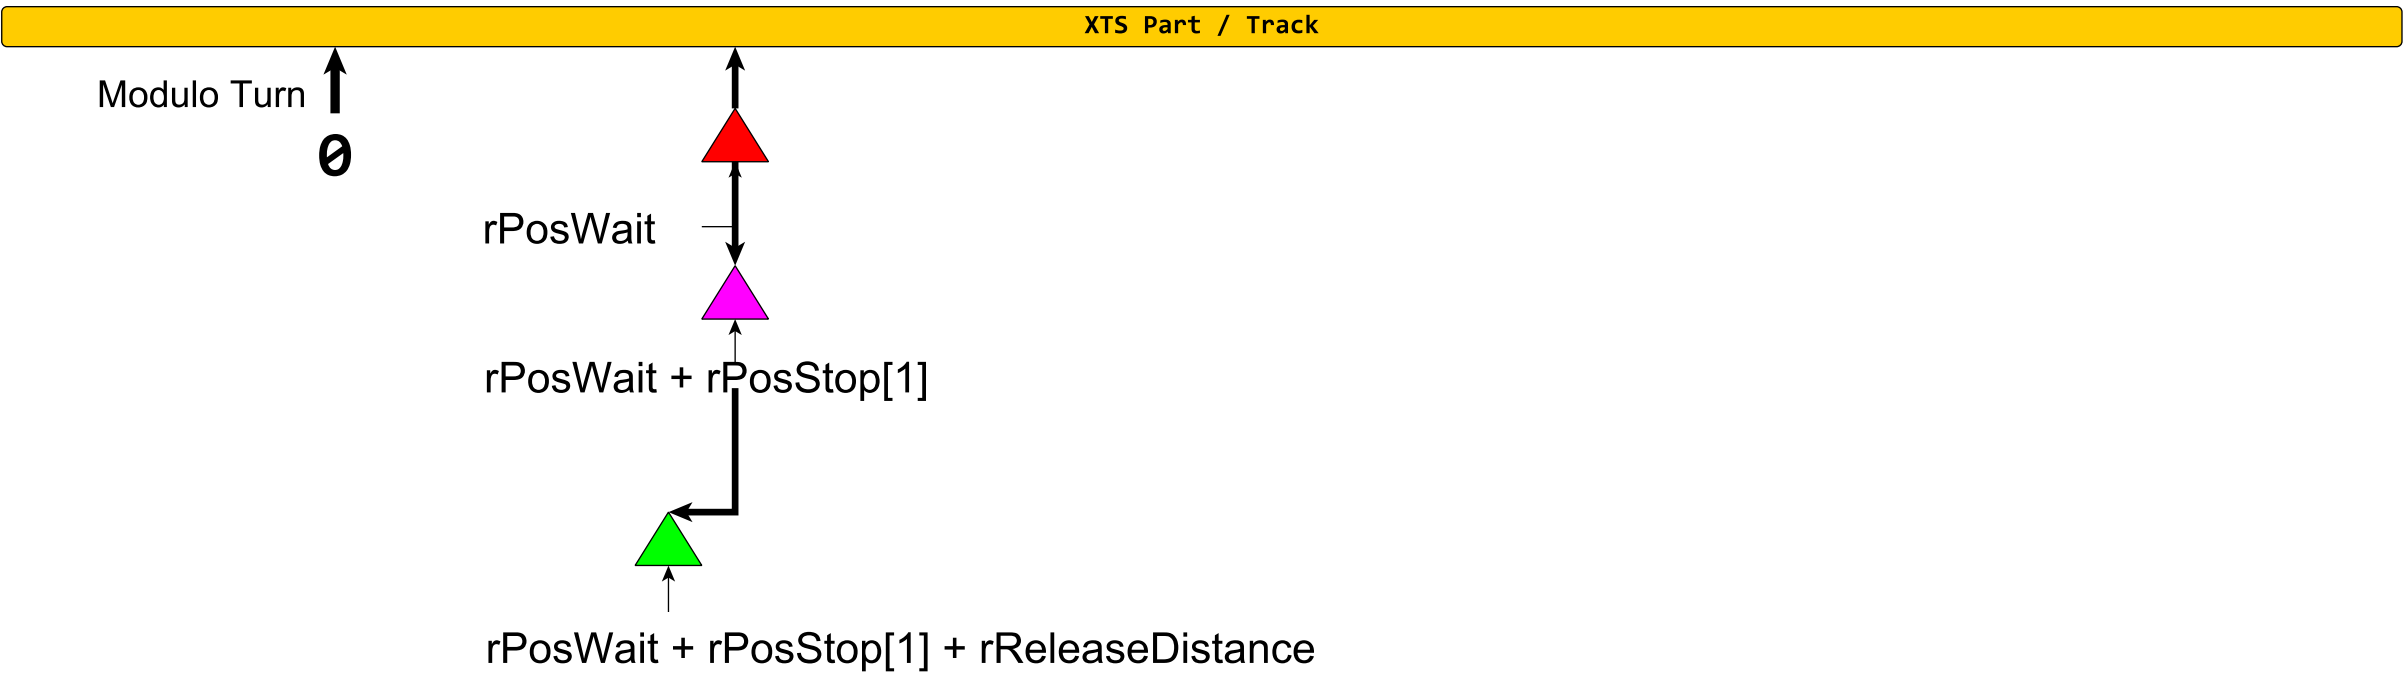 XTS Part / Track
Modulo Turn
0
rPosWait
rPosWait + rPosStop[1]
rPosWait + rPosStop[1] + rReleaseDistance